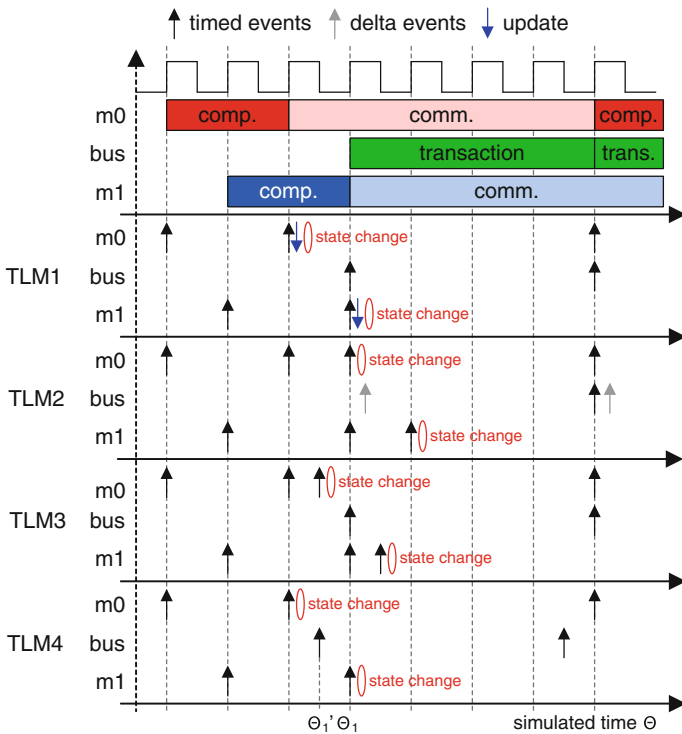 timed events delta events update
m0 comp. comm. comp.
bus transaction trans.
m1 comp. comm.
m0 state change
TLM1 bus
m1 state change
m0 state change
TLM2 bus
m1 state change
m0 state change
TLM3 bus
m1 state change
m0 state change
TLM4 bus
m1 state change
Θ1' Θ1 simulated time Θ